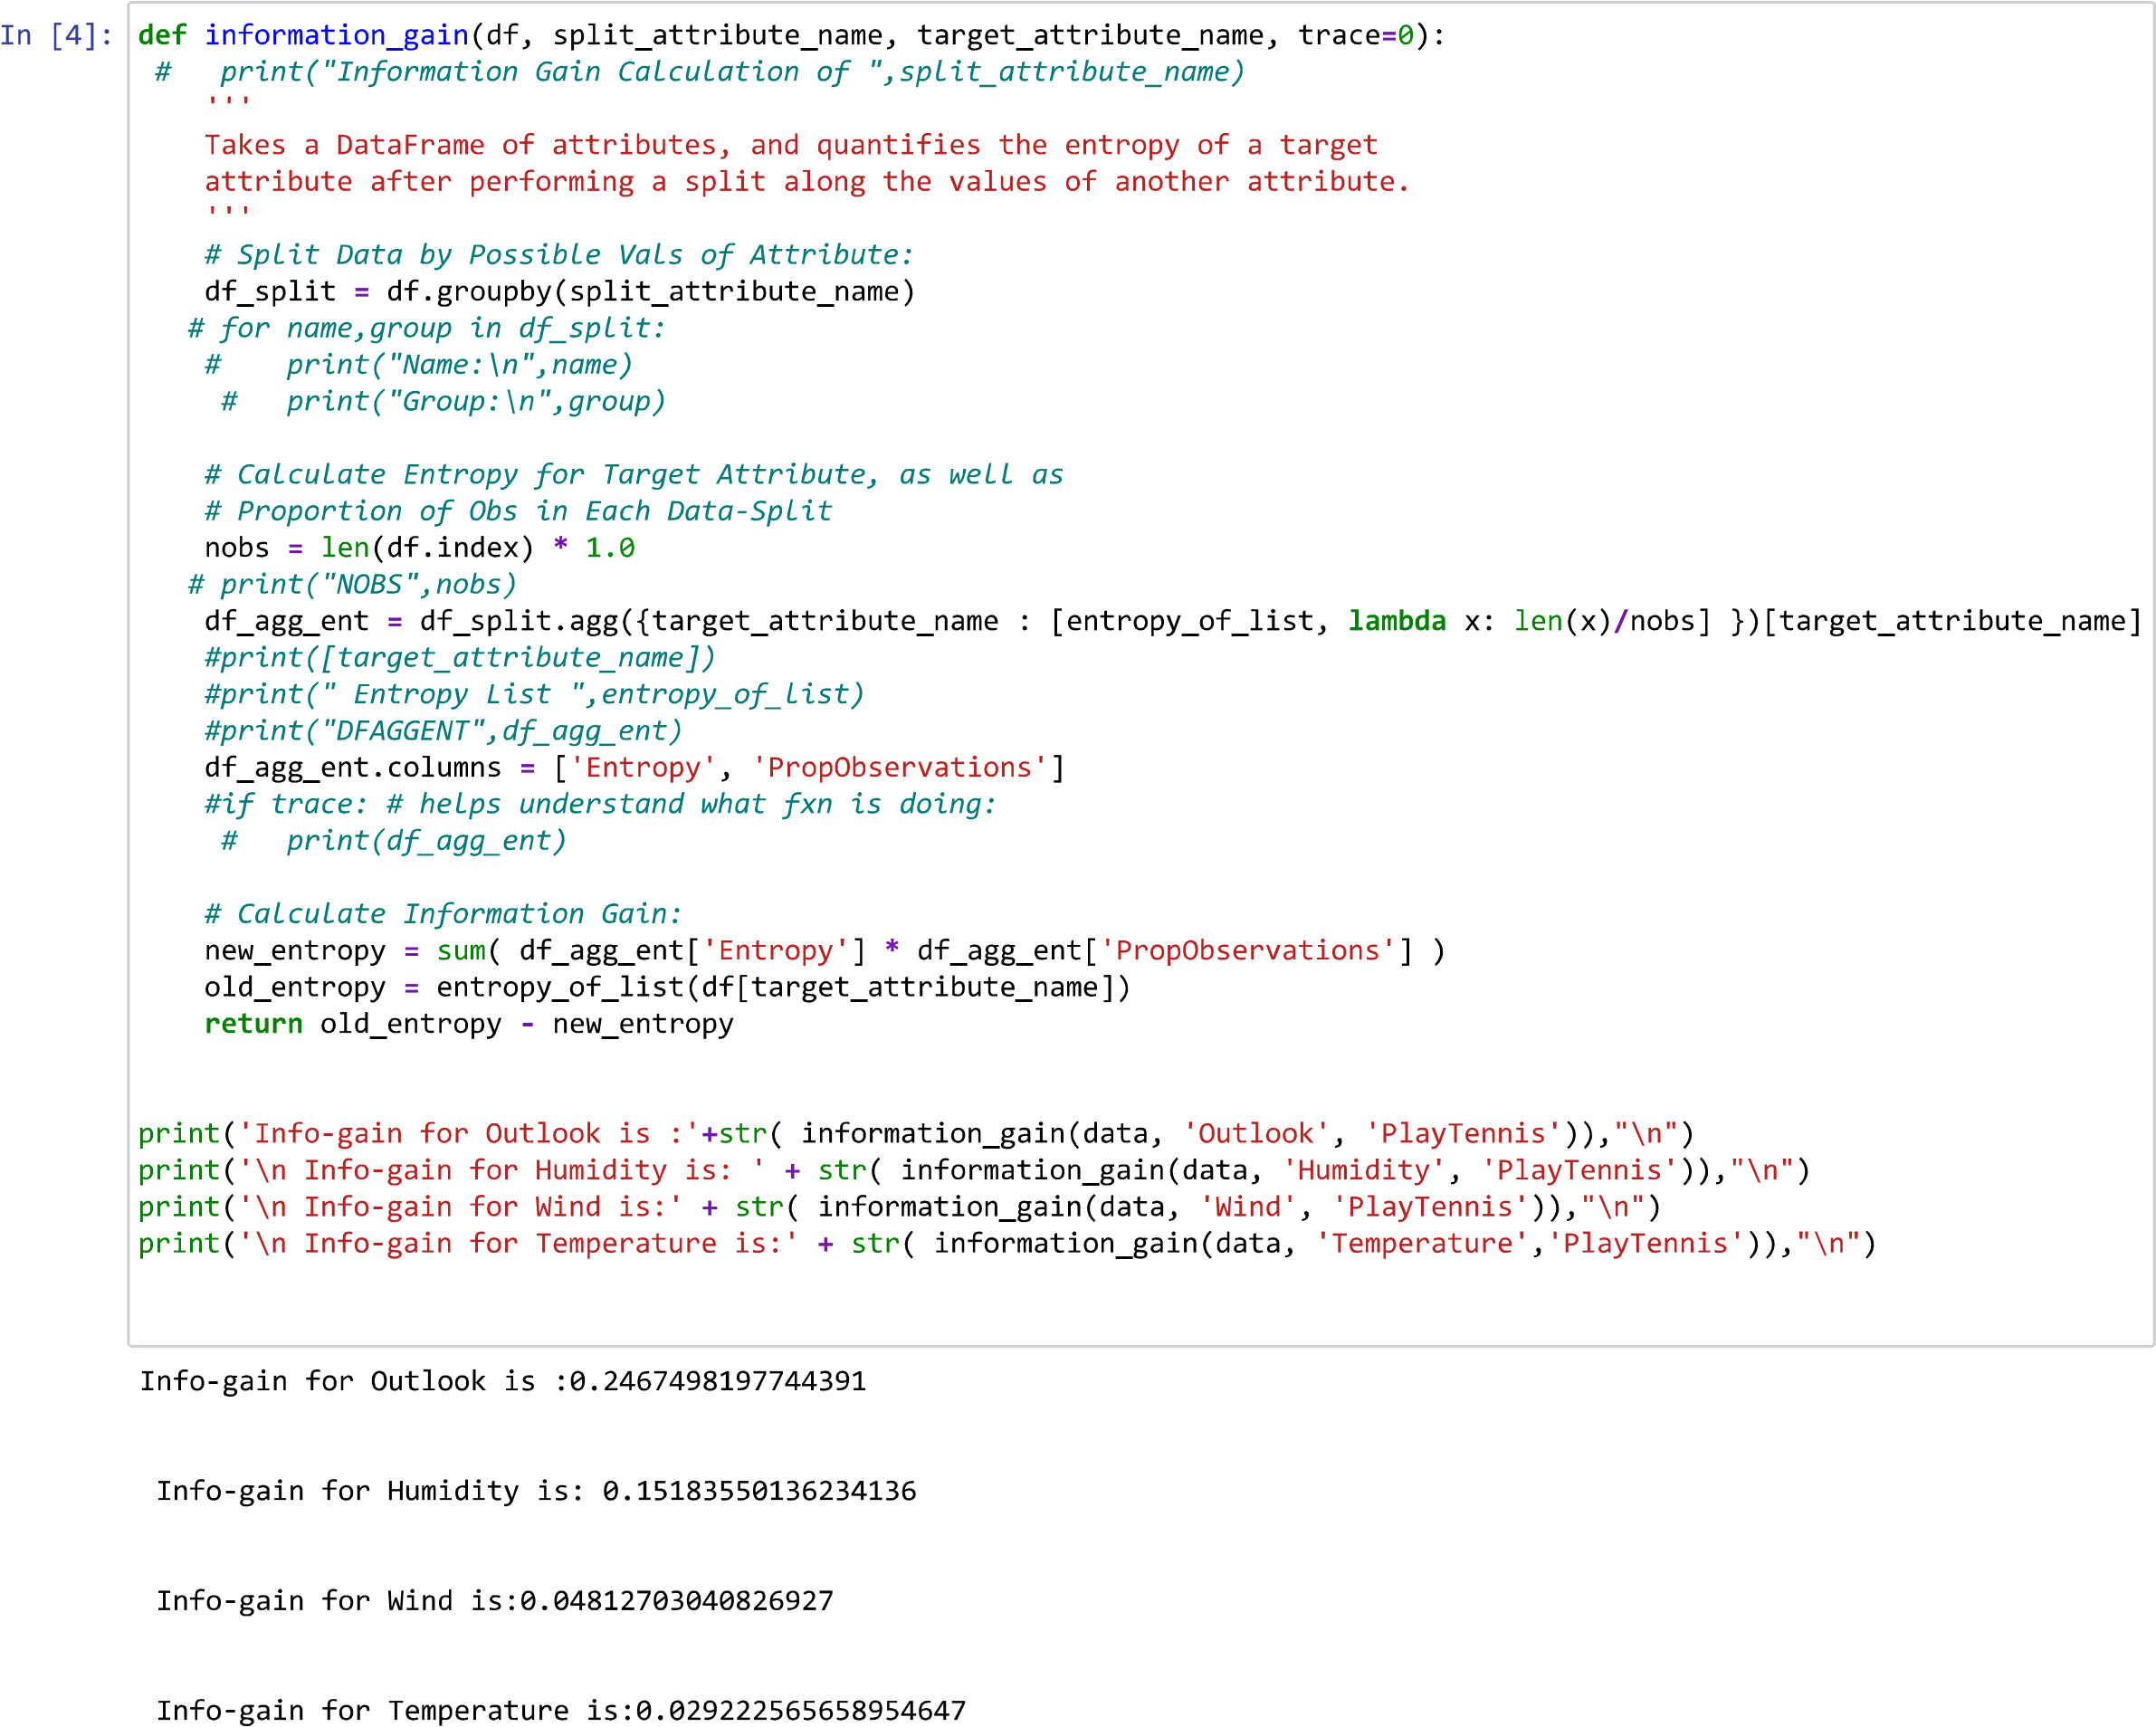 In [4]: def information_gain(df, split_attribute_name, target_attribute_name, trace=0):
 #   print("Information Gain Calculation of ",split_attribute_name)
    '''
    Takes a DataFrame of attributes, and quantifies the entropy of a target
    attribute after performing a split along the values of another attribute.
    '''
    # Split Data by Possible Vals of Attribute:
    df_split = df.groupby(split_attribute_name)
   # for name,group in df_split:
    #    print("Name:\n",name)
     #   print("Group:\n",group)

    # Calculate Entropy for Target Attribute, as well as
    # Proportion of Obs in Each Data-Split
    nobs = len(df.index) * 1.0
   # print("NOBS",nobs)
    df_agg_ent = df_split.agg({target_attribute_name : [entropy_of_list, lambda x: len(x)/nobs] })[target_attribute_name]
    #print([target_attribute_name])
    #print(" Entropy List ",entropy_of_list)
    #print("DFAGGENT",df_agg_ent)
    df_agg_ent.columns = ['Entropy', 'PropObservations']
    #if trace: # helps understand what fxn is doing:
     #   print(df_agg_ent)

    # Calculate Information Gain:
    new_entropy = sum( df_agg_ent['Entropy'] * df_agg_ent['PropObservations'] )
    old_entropy = entropy_of_list(df[target_attribute_name])
    return old_entropy - new_entropy

print('Info-gain for Outlook is :'+str( information_gain(data, 'Outlook', 'PlayTennis')),"\n")
print('\n Info-gain for Humidity is: ' + str( information_gain(data, 'Humidity', 'PlayTennis')),"\n")
print('\n Info-gain for Wind is:' + str( information_gain(data, 'Wind', 'PlayTennis')),"\n")
print('\n Info-gain for Temperature is:' + str( information_gain(data, 'Temperature','PlayTennis')),"\n")

Info-gain for Outlook is :0.2467498197744391

 Info-gain for Humidity is: 0.15183550136234136

 Info-gain for Wind is:0.04812703040826927

 Info-gain for Temperature is:0.029222565658954647